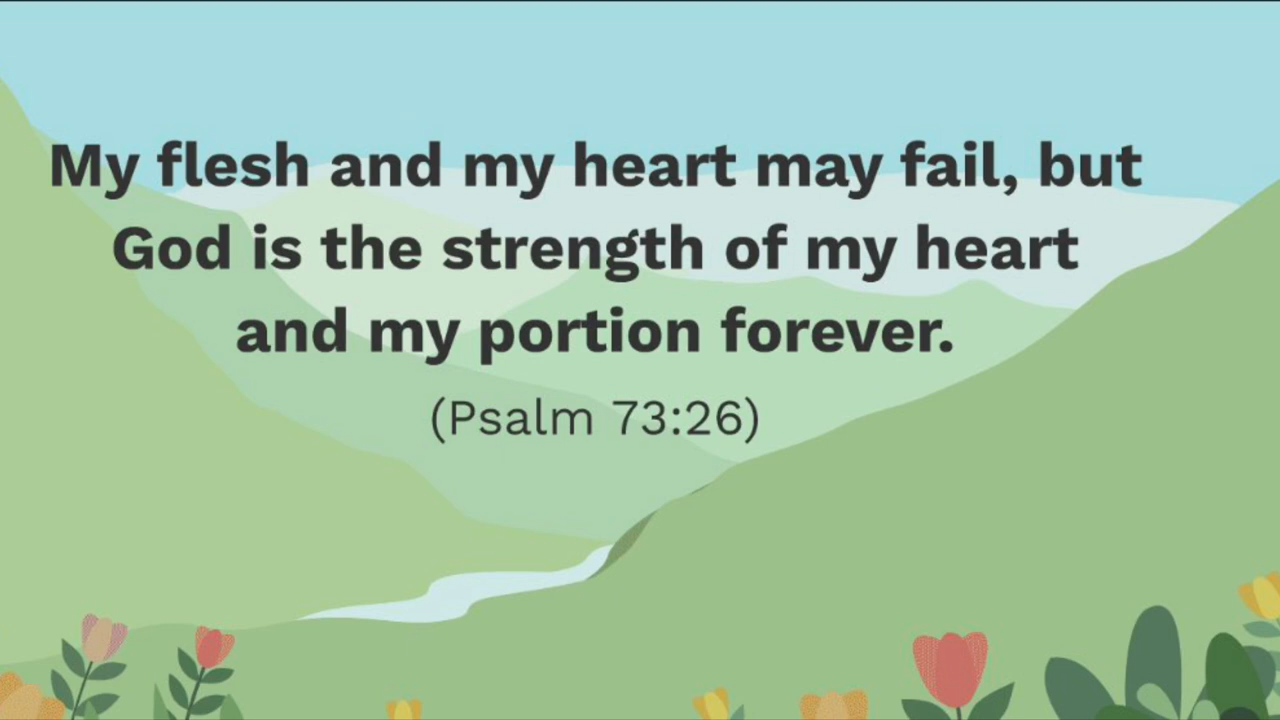 My flesh and my heart may fail, but
God is the strength of my heart
and my portion forever.
(Psalm 73:26)